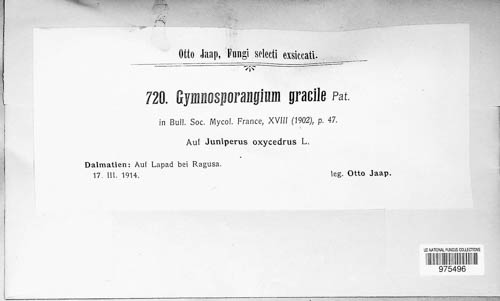 Otto Jaap, Fungi selecti exsiccati.
720. Gymnosporangium gracile Pat.
in Bull. Soc. Mycol. France, XVIII (1902), p. 47.
Auf Juniperus oxycedrus L.
Dalmatien: Auf Lapad bei Ragusa.
17. III. 1914.
leg. Otto Jaap.
US NATIONAL FUNGUS COLLECTIONS
975496